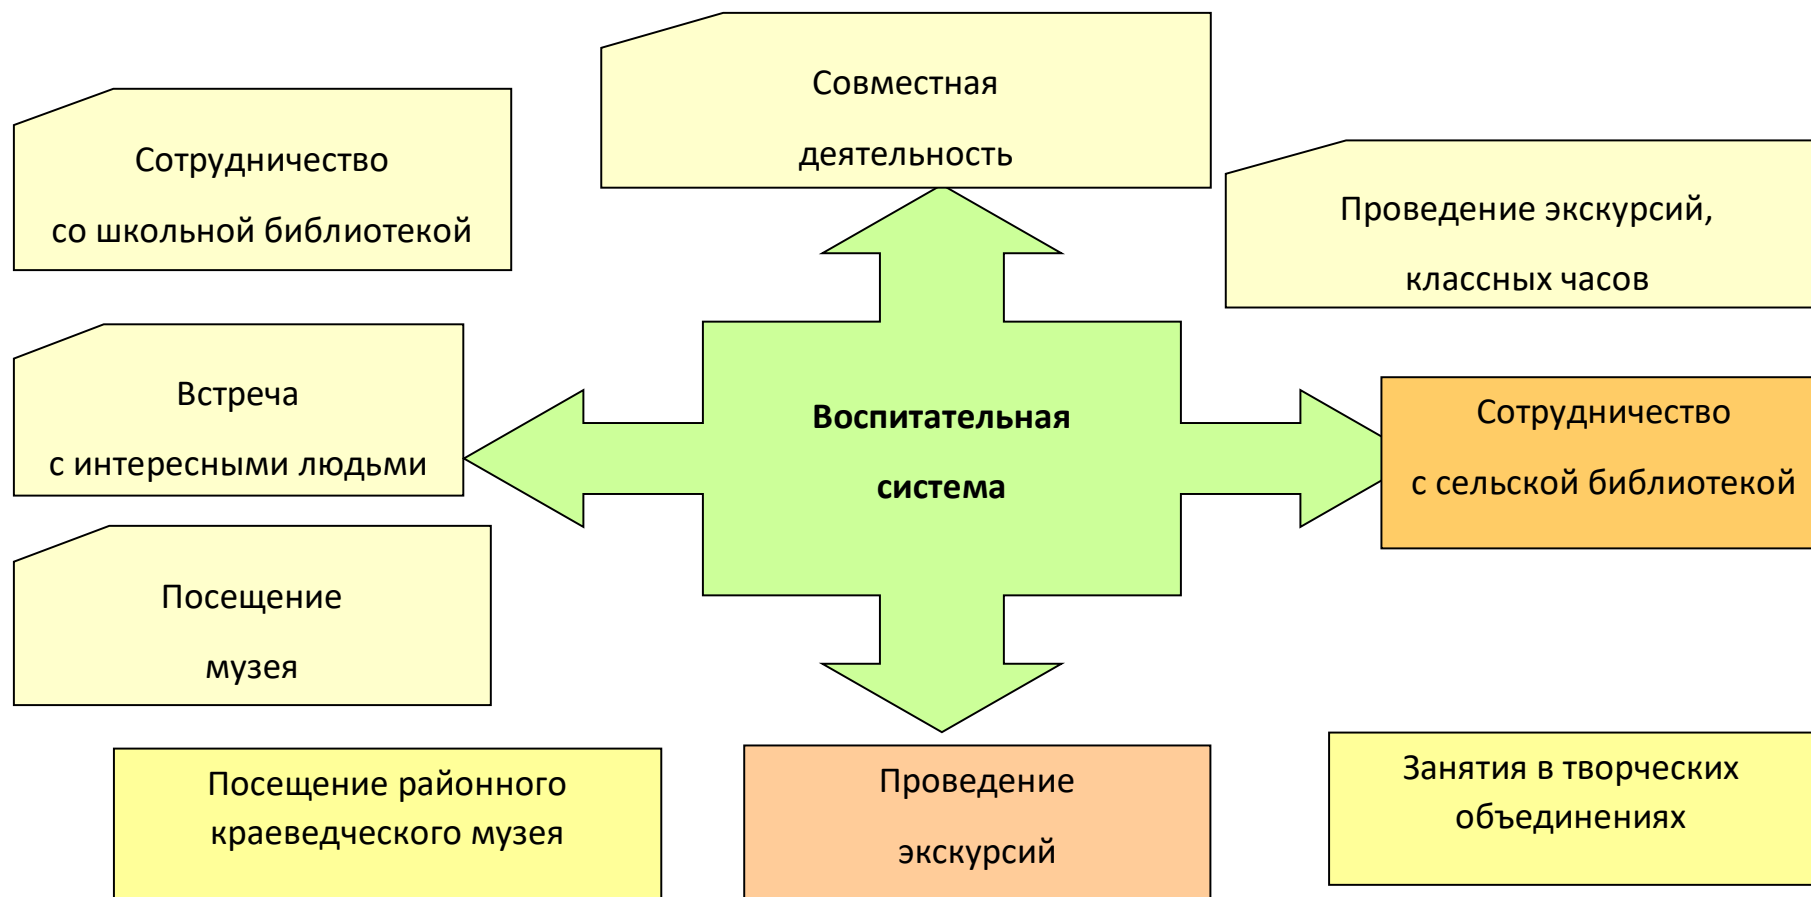 Совместная
деятельность
Сотрудничество
со школьной библиотекой
Проведение экскурсий,
классных часов
Встреча
с интересными людьми
Воспитательная
система
Сотрудничество
с сельской библиотекой
Посещение
музея
Посещение районного
краеведческого музея
Проведение
экскурсий
Занятия в творческих
объединениях